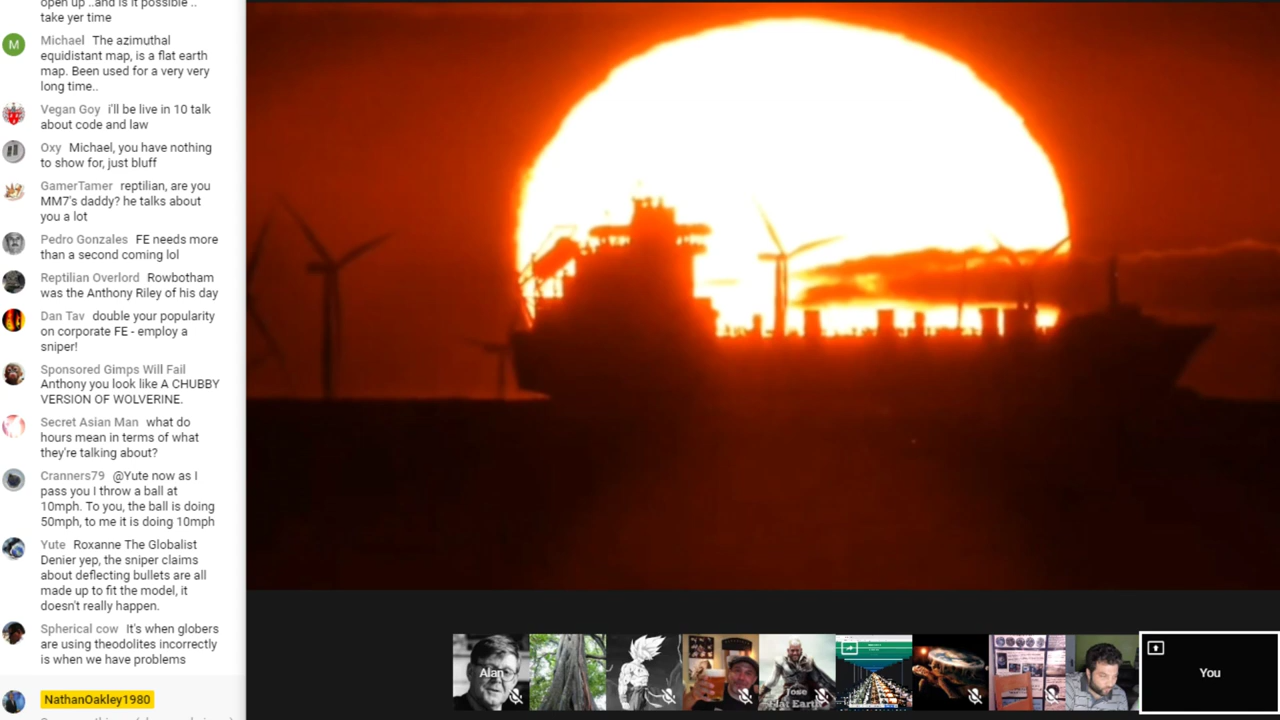 open up ..and is it possible ..
take yer time
M
Michael The azimuthal
equidistant map, is a flat earth
map. Been used for a very very
long time..
Vegan Goy i'll be live in 10 talk
about code and law
Oxy Michael, you have nothing
to show for, just bluff
GamerTamer reptilian, are you
MM7's daddy? he talks about
you a lot
Pedro Gonzales FE needs more
than a second coming lol
Reptilian Overlord Rowbotham
was the Anthony Riley of his day
Dan Tav double your popularity
on corporate FE - employ a
sniper!
Sponsored Gimps Will Fail
Anthony you look like A CHUBBY
VERSION OF WOLVERINE.
Secret Asian Man what do
hours mean in terms of what
they're talking about?
Cranners79 @Yute now as I
pass you I throw a ball at
10mph. To you, the ball is doing
50mph, to me it is doing 10mph
Yute Roxanne The Globalist
Denier yep, the sniper claims
about deflecting bullets are all
made up to fit the model, it
doesn't really happen.
Spherical cow It's when globers
are using theodolites incorrectly
is when we have problems
NathanOakley1980
Alan
Jose
Flat Earth
You